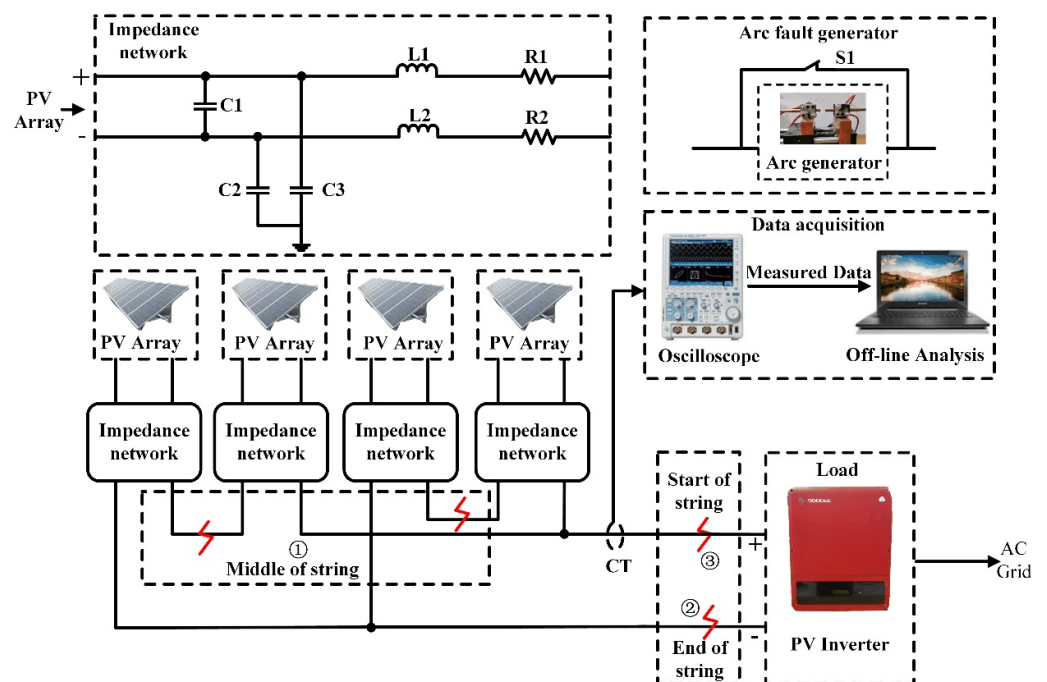 Impedance
network
+
-
PV
Array
C1
C2
C3
L1
L2
R1
R2
Arc fault generator
S1
Arc generator
Data acquisition
Measured Data
Oscilloscope
Off-line Analysis
PV Array
PV Array
PV Array
PV Array
Impedance
network
Impedance
network
Impedance
network
Impedance
network
①
Middle of string
CT
Start of
string
③
②
End of
string
Load
+
-
PV Inverter
AC
Grid